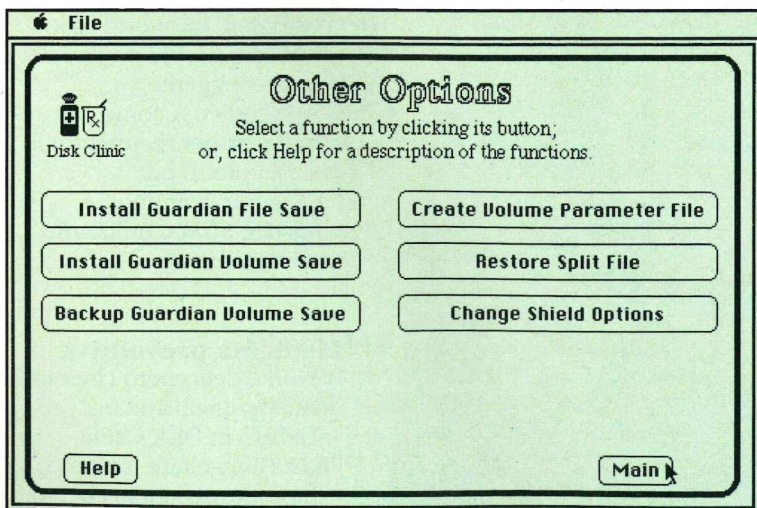 File
Other Options
Disk Clinic
Select a function by clicking its button;
or, click Help for a description of the functions.
Install Guardian File Save
Create Volume Parameter File
Install Guardian Volume Save
Restore Split File
Backup Guardian Volume Save
Change Shield Options
Help
Main